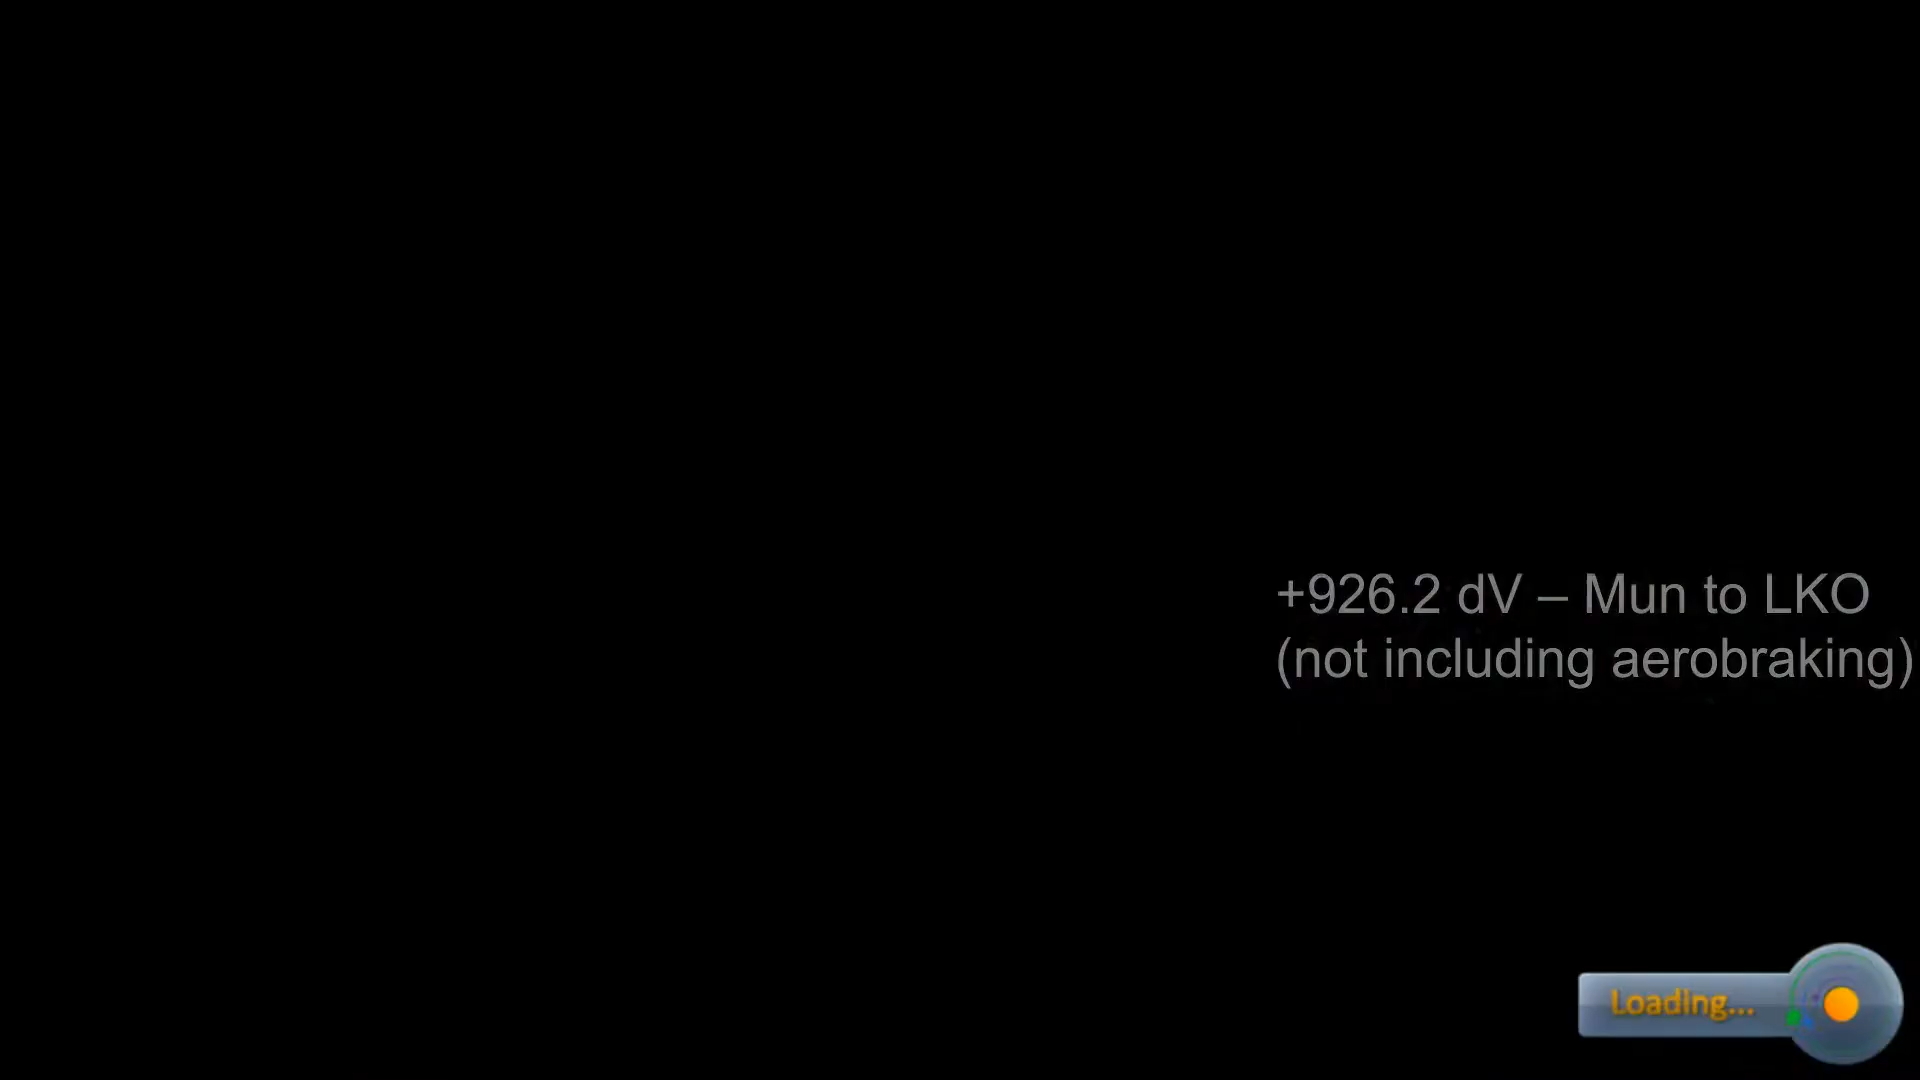 +926.2 dV – Mun to LKO
(not including aerobraking)
Loading...